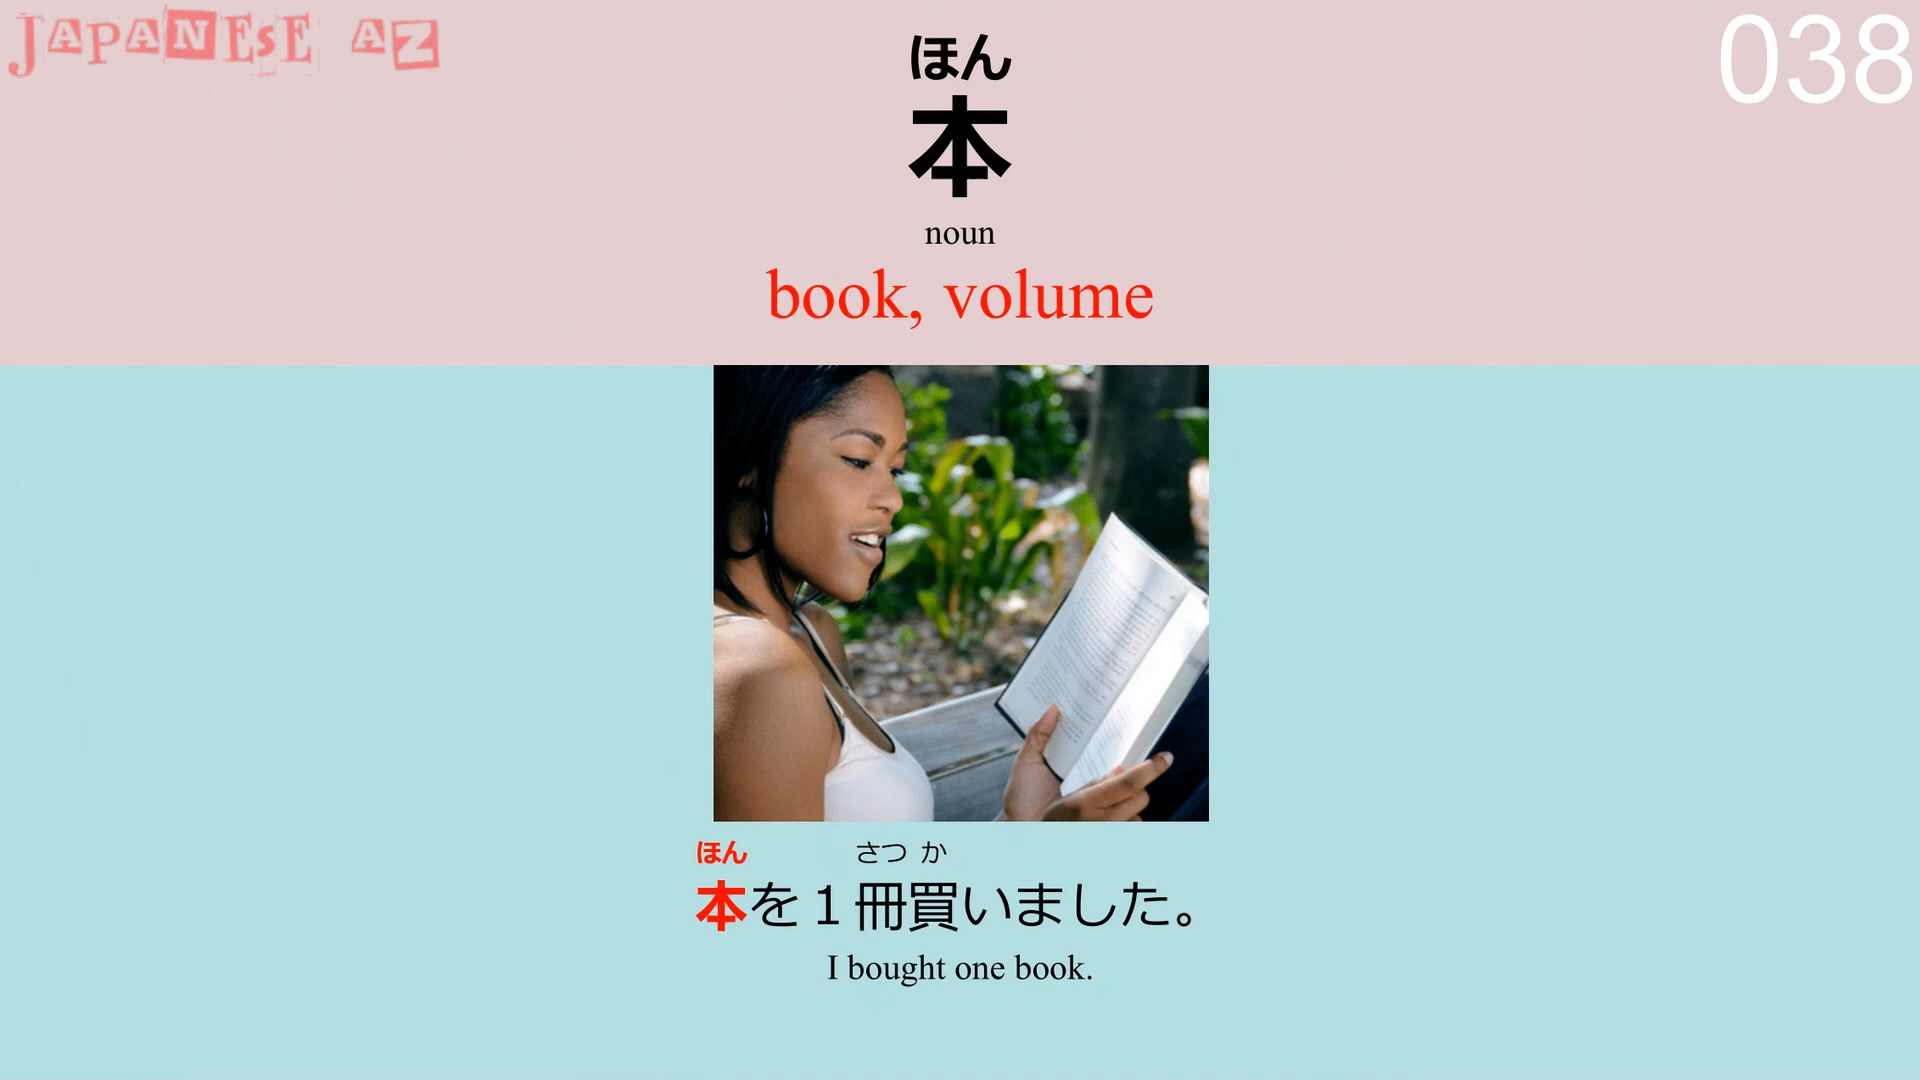 JAPANESE AZ
038
ほん
本
noun
book, volume
ほん さつ か
本を1冊買いました。
I bought one book.